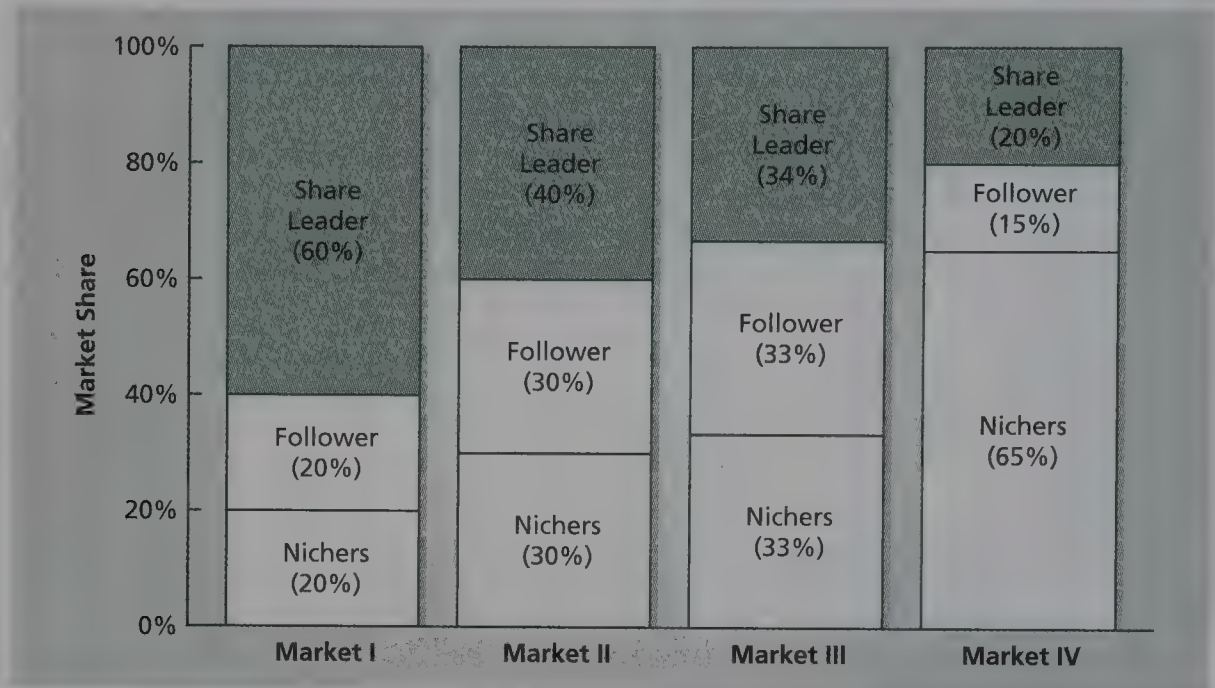 100%
80%
60%
40%
20%
0%
Market Share
Share
Leader
(60%)
Follower
(20%)
Nichers
(20%)
Market I
Share
Leader
(40%)
Follower
(30%)
Nichers
(30%)
Market II
Share
Leader
(34%)
Follower
(33%)
Nichers
(33%)
Market III
Share
Leader
(20%)
Follower
(15%)
Nichers
(65%)
Market IV